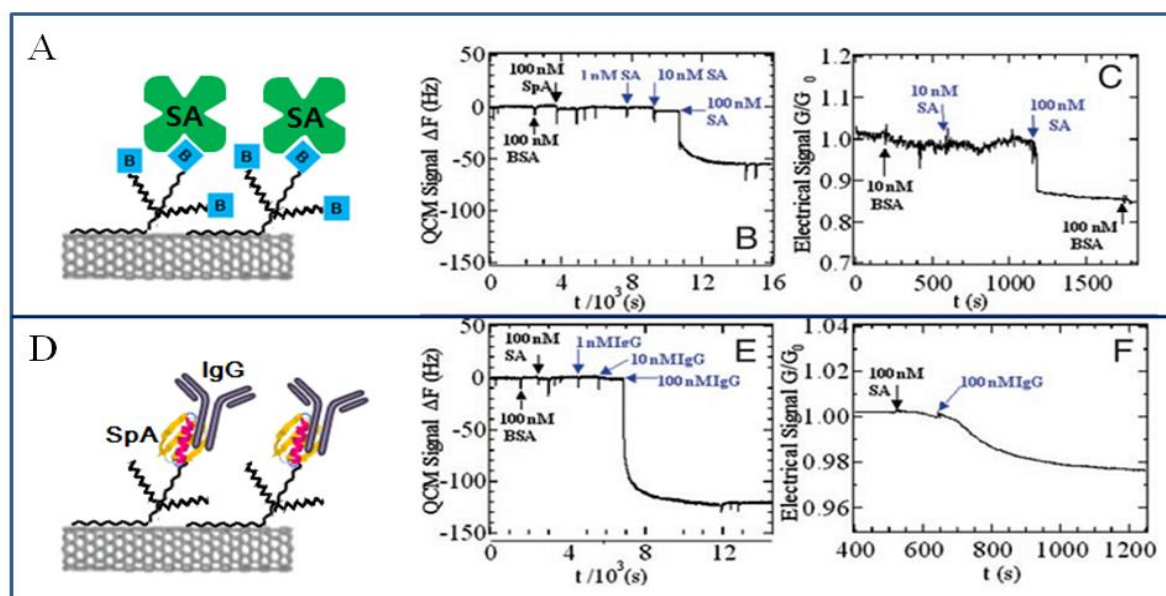 A
SA
SA
B
B
B
B
B
B
QCM Signal ΔF (Hz)
50
0
-50
-100
-150
100 nM
SpA
100 nM
BSA
1 nM SA
10 nM SA
100 nM
SA
B
0
4
8
12
16
t /10³(s)
Electrical Signal G/G₀
1.2
1.1
1.0
0.9
0.8
0.7
10 nM
SA
100 nM
SA
C
10 nM
BSA
100 nM
BSA
0
500
1000
1500
t (s)
D
IgG
SpA
QCM Signal ΔF (Hz)
50
0
-50
-100
-150
100 nM
SA
1 nMIgG
10 nMIgG
100 nMIgG
E
100 nM
BSA
0
4
8
12
t /10³(s)
Electrical Signal G/G₀
1.04
1.02
1.00
0.98
0.96
100 nM
SA
100 nMIgG
F
400
600
800
1000
1200
t (s)